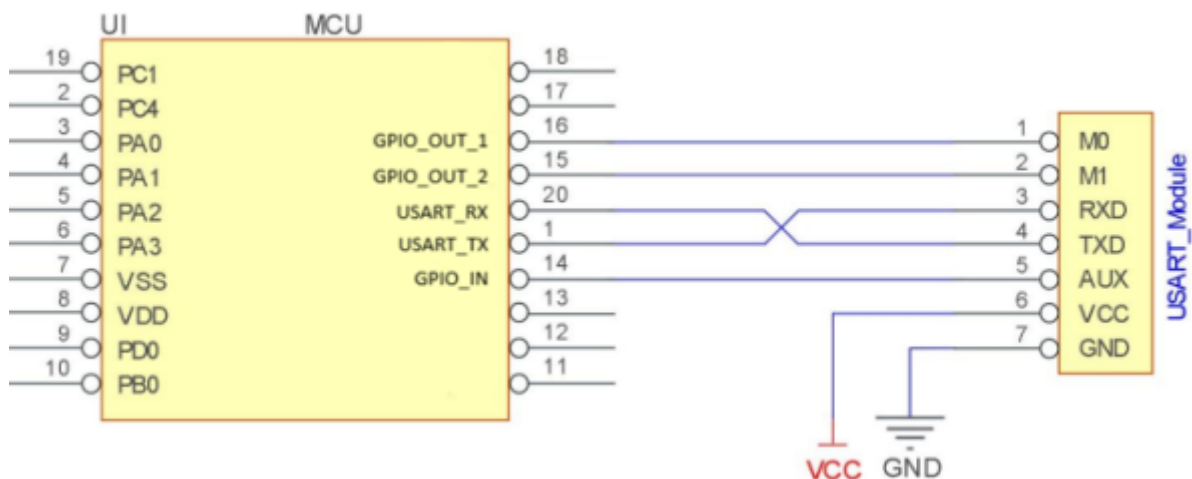 UI MCU
19 PC1
2 PC4
3 PA0
4 PA1
5 PA2
6 PA3
7 VSS
8 VDD
9 PD0
10 PB0
18
17
GPIO_OUT_1 16
GPIO_OUT_2 15
USART_RX 20
USART_TX 1
GPIO_IN 14
13
12
11
1 M0
2 M1
3 RXD
4 TXD
5 AUX
6 VCC
7 GND
USART_Module
VCC GND